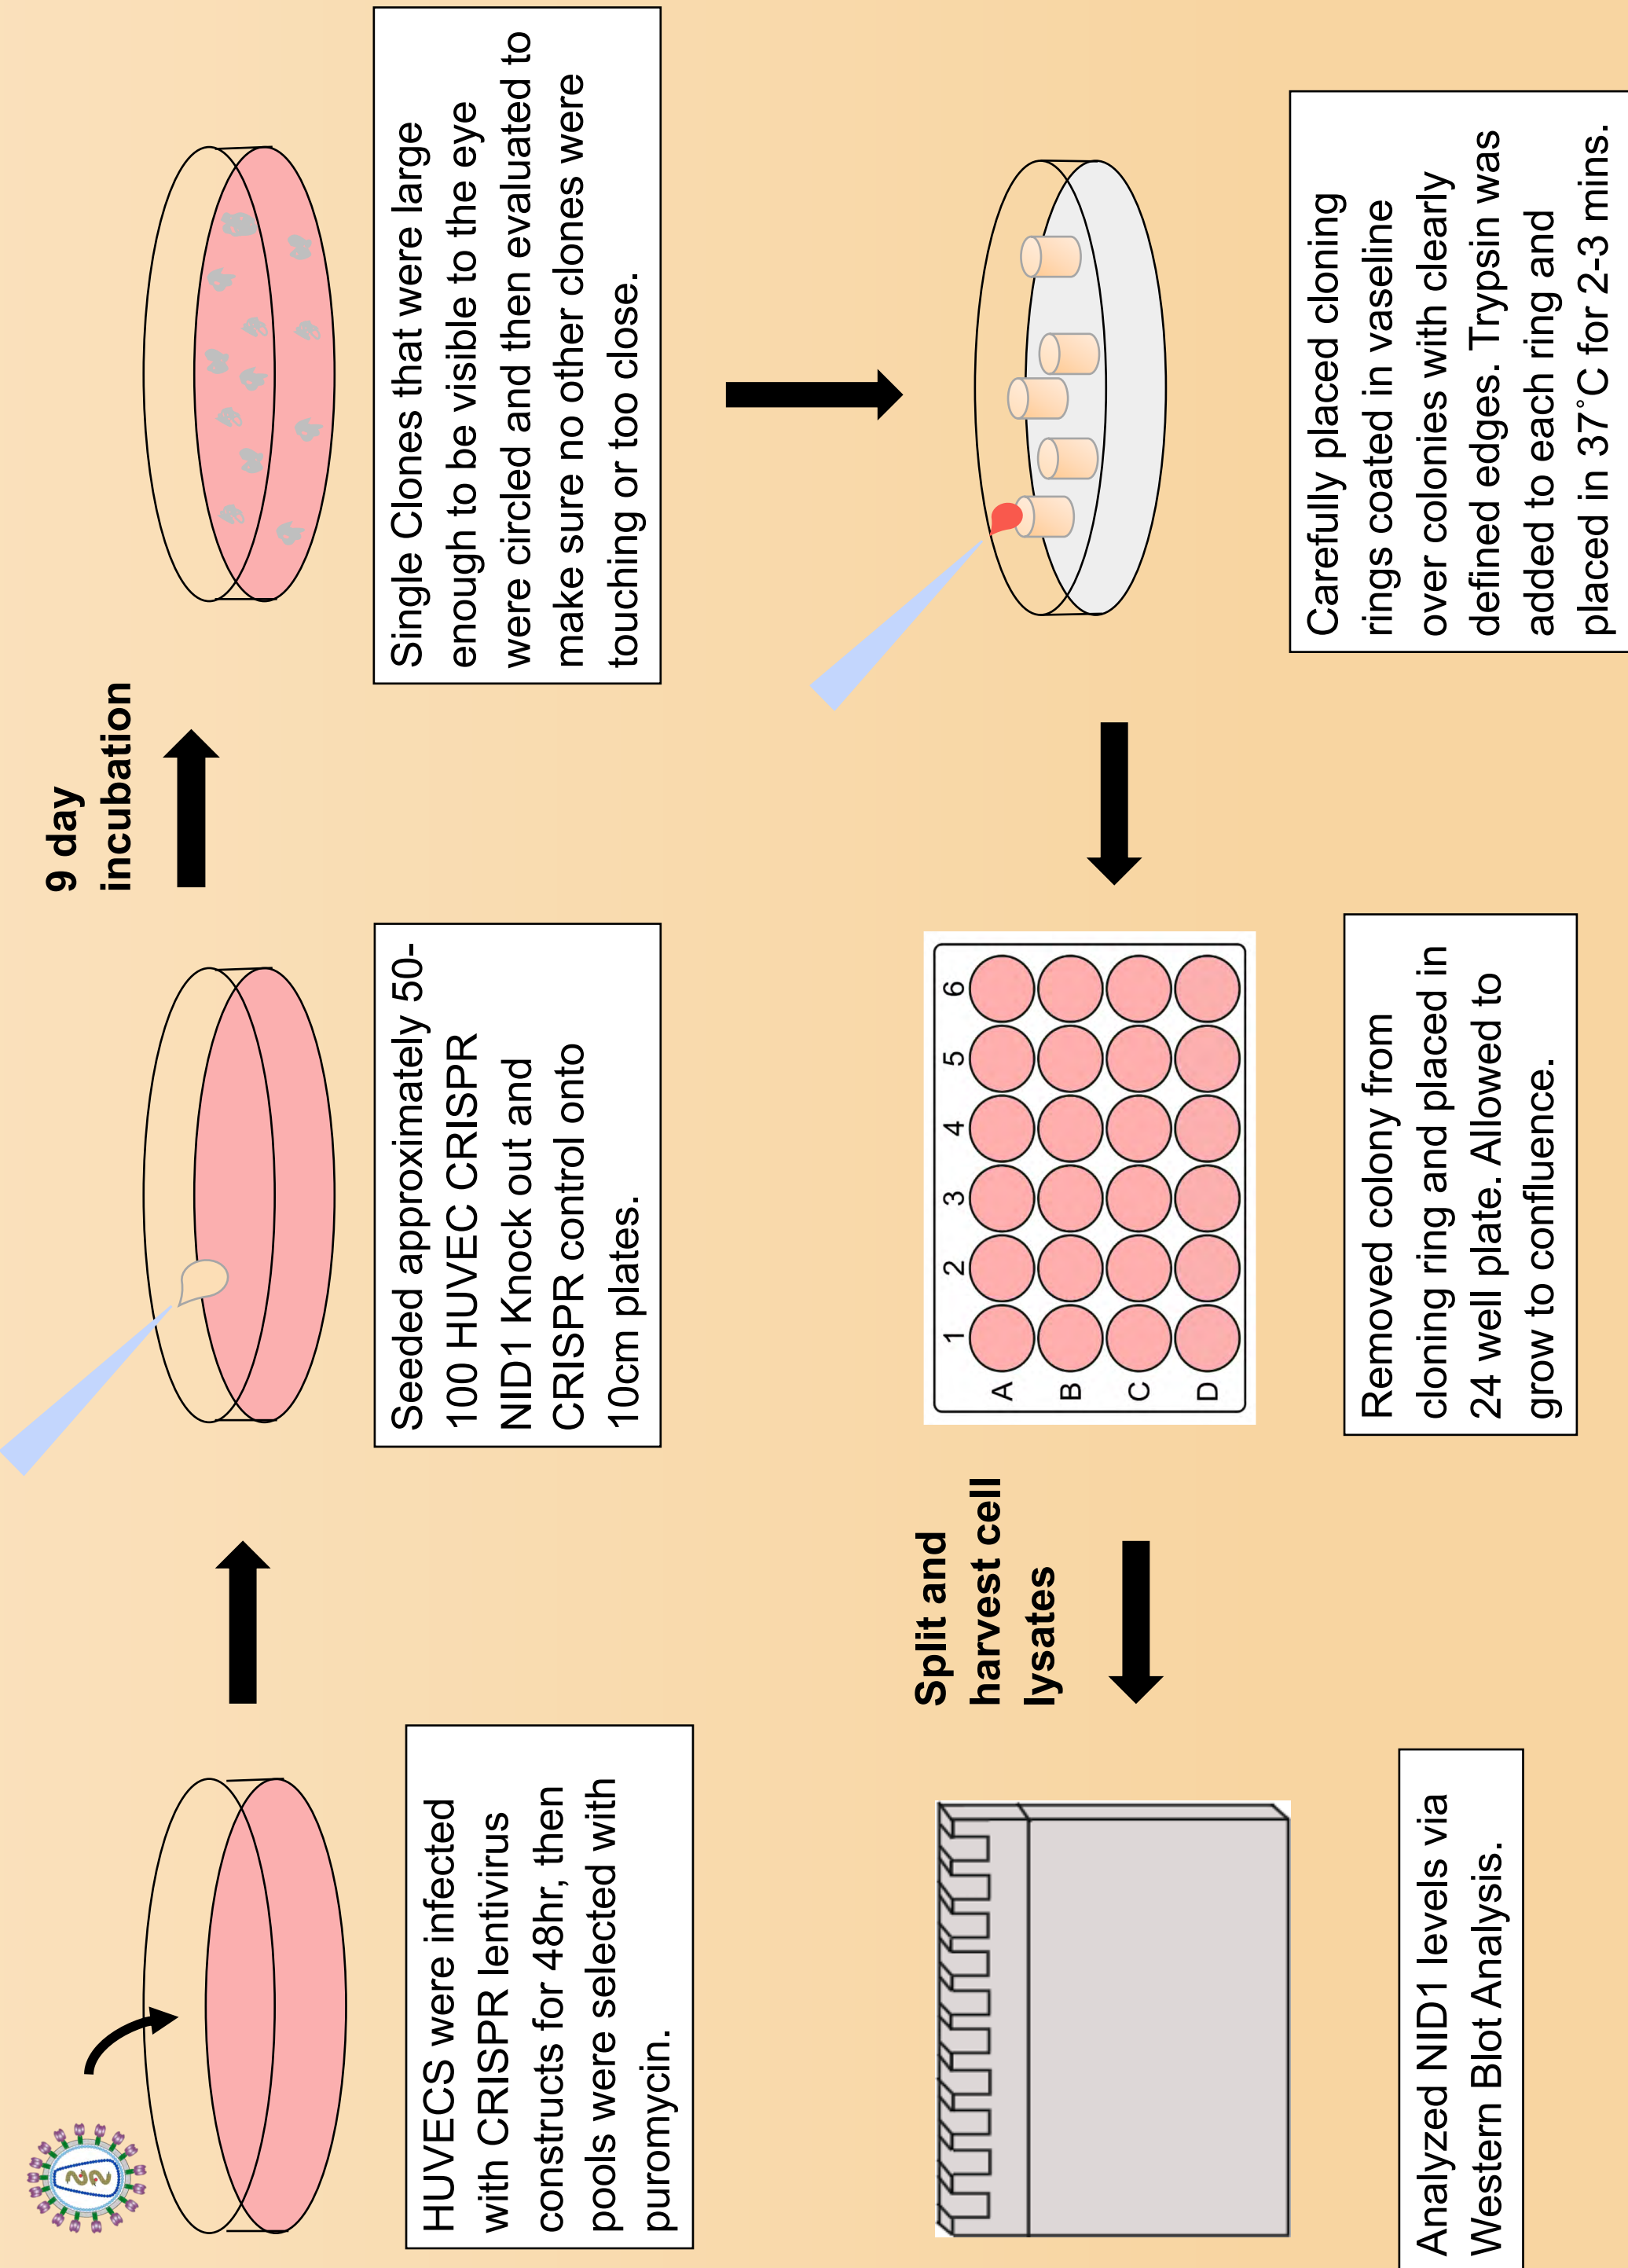 HUVECS were infected
with CRISPR lentivirus
constructs for 48hr, then
pools were selected with
puromycin.
Seeded approximately 50-
100 HUVEC CRISPR
NID1 Knock out and
CRISPR control onto
10cm plates.
9 day
incubation
Single Clones that were large
enough to be visible to the eye
were circled and then evaluated to
make sure no other clones were
touching or too close.
Carefully placed cloning
rings coated in vaseline
over colonies with clearly
defined edges. Trypsin was
added to each ring and
placed in 37°C for 2-3 mins.
1 2 3 4 5 6
A
B
C
D
Removed colony from
cloning ring and placed in
24 well plate. Allowed to
grow to confluence.
Split and
harvest cell
lysates
Analyzed NID1 levels via
Western Blot Analysis.